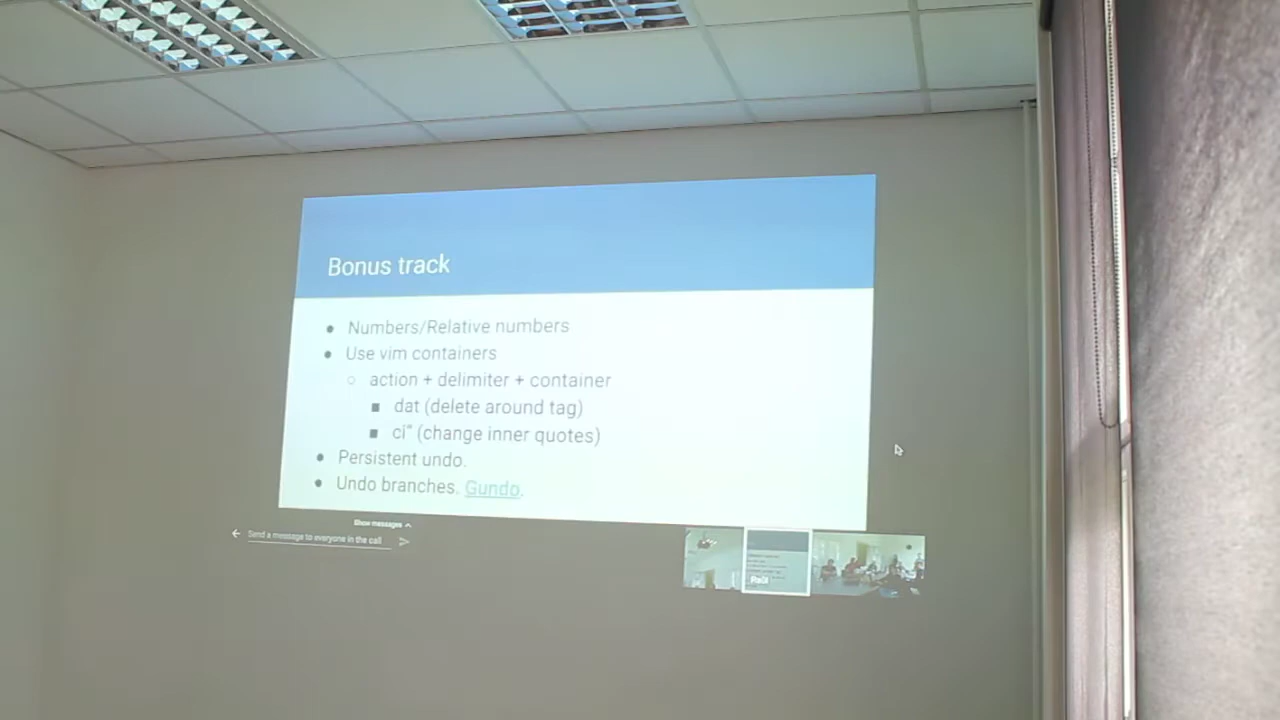 Bonus track
● Numbers/Relative numbers
● Use vim containers
○ action + delimiter + container
■ dat (delete around tag)
■ ci“ (change inner quotes)
● Persistent undo.
● Undo branches. Gundo.
Show messages
Send a message to everyone in the call